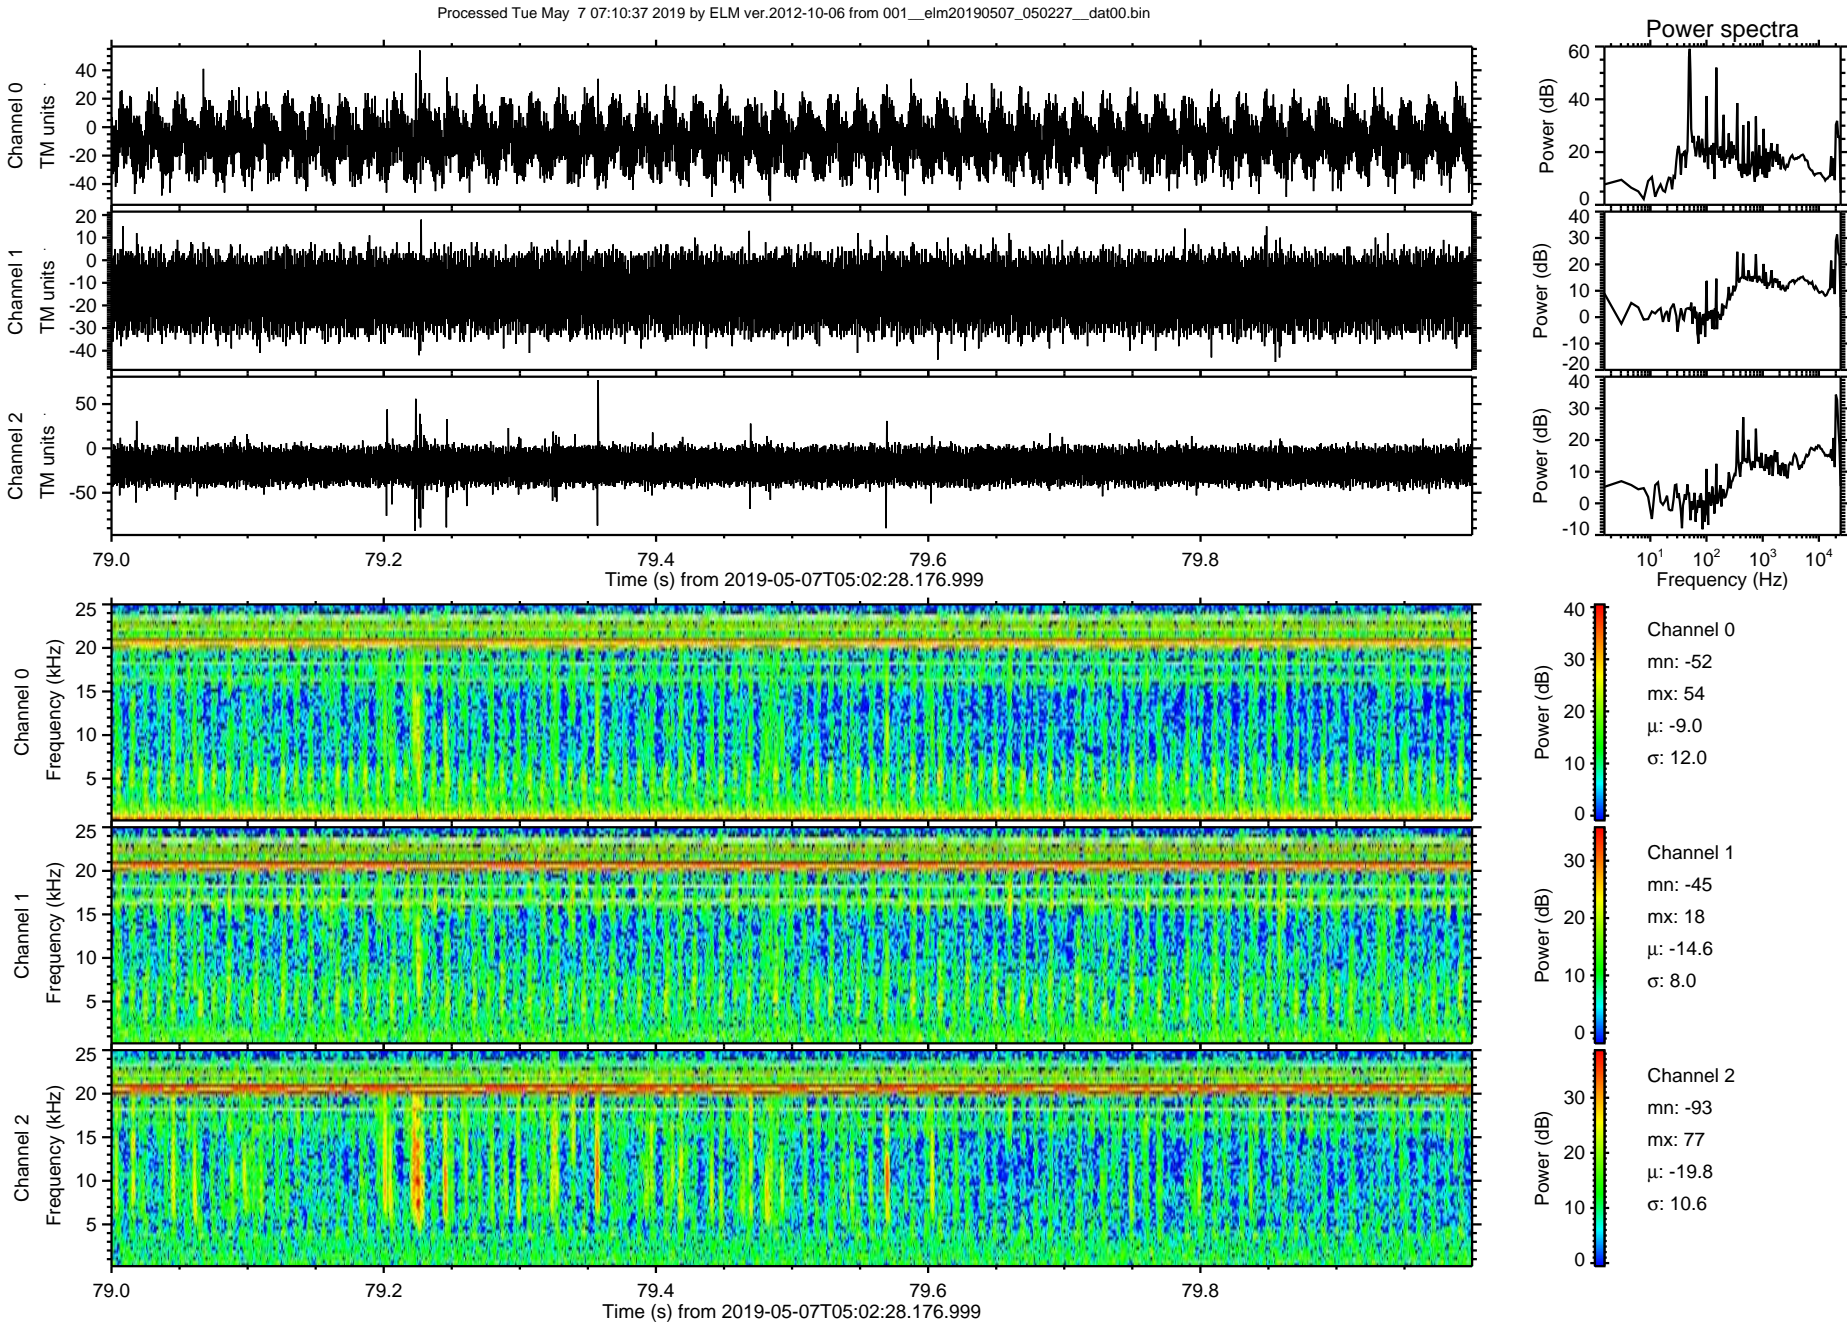 Processed Tue May  7 07:10:37 2019 by ELM ver.2012-10-06 from 001__elm20190507_050227__dat00.bin
Power spectra
Channel 0
TM units
40
20
0
-20
-40
Power (dB)
60
40
20
0
Channel 1
TM units
20
10
0
-10
-20
-30
-40
Power (dB)
40
30
20
10
0
-10
-20
Channel 2
TM units
50
0
-50
Power (dB)
40
30
20
10
0
-10
79.0 79.2 79.4 79.6 79.8
Time (s) from 2019-05-07T05:02:28.176.999
10^1 10^2 10^3 10^4
Frequency (Hz)
Channel 0
Frequency (kHz)
25
20
15
10
5
Power (dB)
40
30
20
10
0
Channel 0
mn: -52
mx: 54
μ: -9.0
σ: 12.0
Channel 1
Frequency (kHz)
25
20
15
10
5
Power (dB)
30
20
10
0
Channel 1
mn: -45
mx: 18
μ: -14.6
σ: 8.0
Channel 2
Frequency (kHz)
25
20
15
10
5
Power (dB)
30
20
10
0
Channel 2
mn: -93
mx: 77
μ: -19.8
σ: 10.6
79.0 79.2 79.4 79.6 79.8
Time (s) from 2019-05-07T05:02:28.176.999